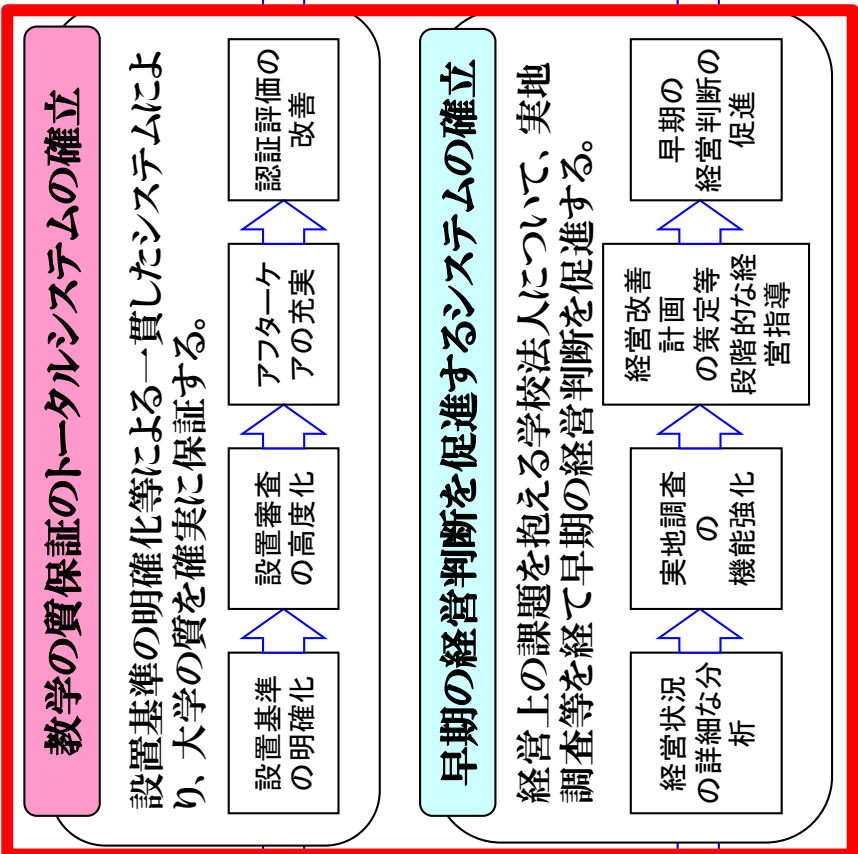 教学の質保証のトータルシステムの確立
設置基準の明確化等による一貫したシステムによ
り、大学の質を確実に保証する。
設置基準
の明確化
設置審査
の高度化
アフターケ
アの充実
認証評価の
改善
早期の経営判断を促進するシステムの確立
経営上の課題を抱える学校法人について、実地
調査等を経て早期の経営判断を促進する。
経営状況
の詳細な分
析
実地調査
の
機能強化
経営改善
計画
の策定等
段階的な経
営指導
早期の
経営判断の
促進